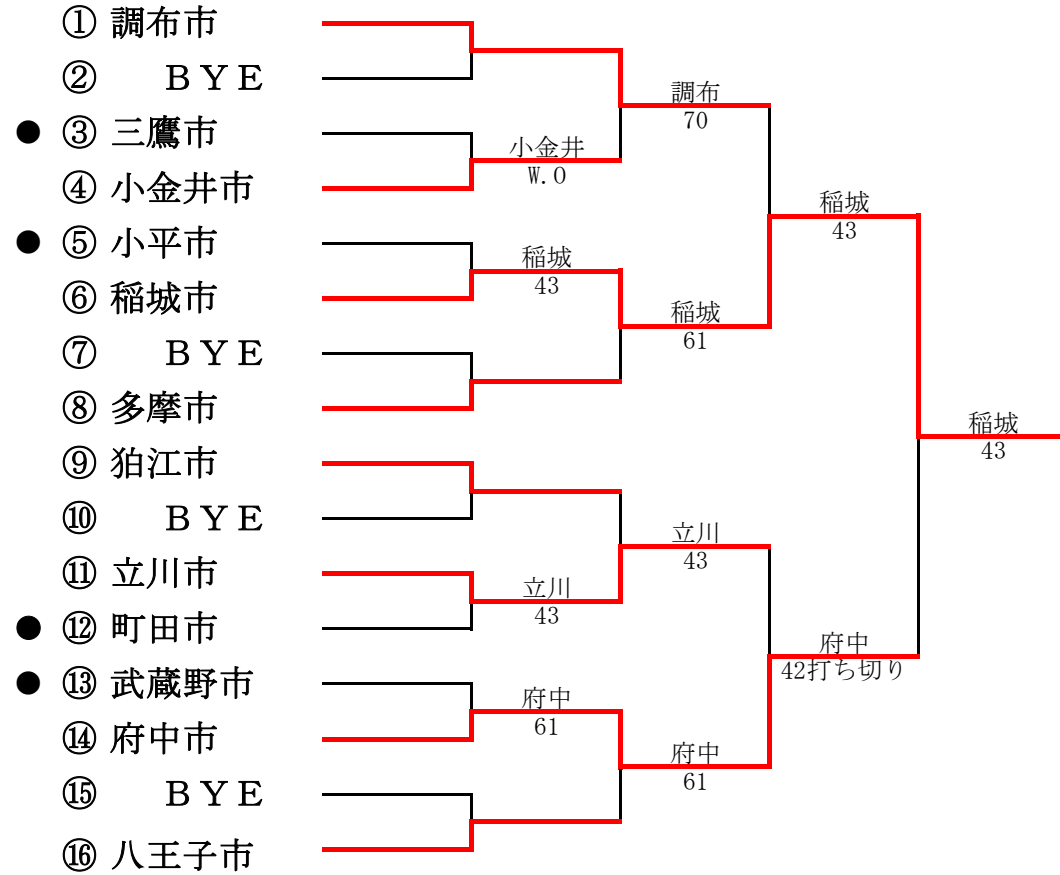 ① 調布市
② ＢＹＥ
● ③ 三鷹市
④ 小金井市
● ⑤ 小平市
⑥ 稲城市
⑦ ＢＹＥ
⑧ 多摩市
⑨ 狛江市
⑩ ＢＹＥ
⑪ 立川市
● ⑫ 町田市
● ⑬ 武蔵野市
⑭ 府中市
⑮ ＢＹＥ
⑯ 八王子市
小金井
W.O
稲城
43
立川
43
府中
61
調布
70
稲城
61
立川
43
府中
61
稲城
43
府中
42打ち切り
稲城
43